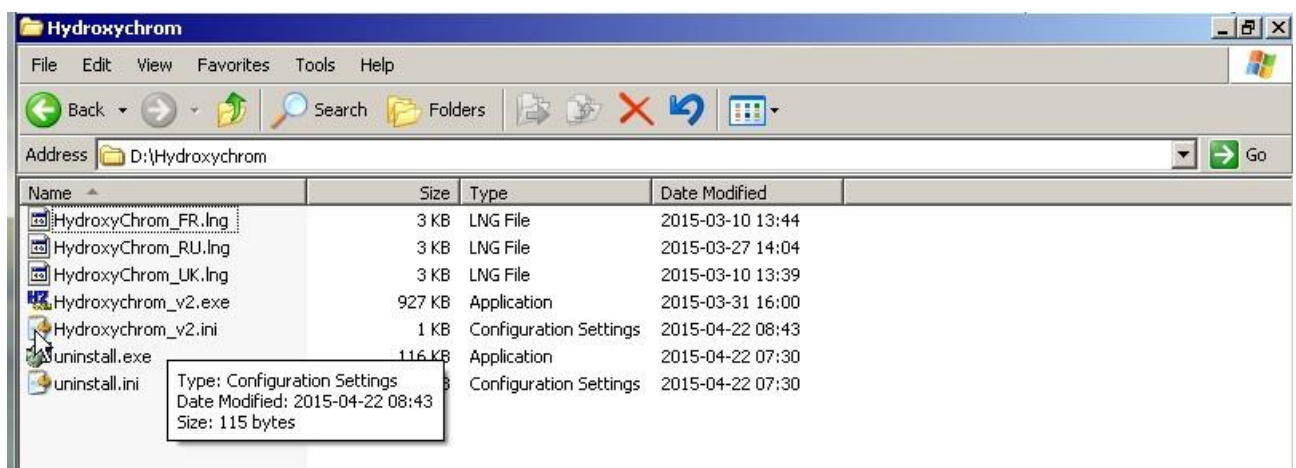 Hydroxychrom
File Edit View Favorites Tools Help
Back Search Folders
Address D:\Hydroxychrom Go
Name Size Type Date Modified
HydroxyChrom_FR.lng 3 KB LNG File 2015-03-10 13:44
HydroxyChrom_RU.lng 3 KB LNG File 2015-03-27 14:04
HydroxyChrom_UK.lng 3 KB LNG File 2015-03-10 13:39
Hydroxychrom_v2.exe 927 KB Application 2015-03-31 16:00
Hydroxychrom_v2.ini 1 KB Configuration Settings 2015-04-22 08:43
uninstall.exe 116 KB Application 2015-04-22 07:30
uninstall.ini Configuration Settings 2015-04-22 07:30
Type: Configuration Settings
Date Modified: 2015-04-22 08:43
Size: 115 bytes